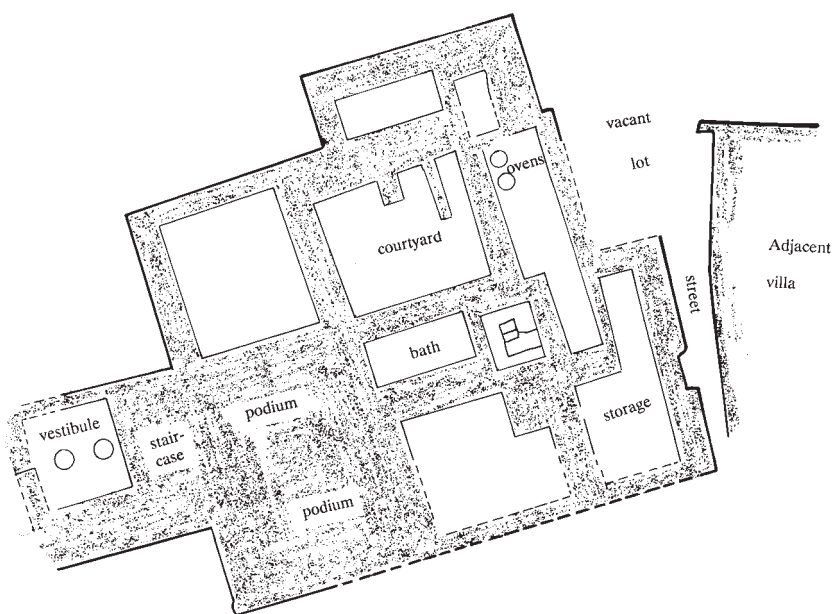 vacant
lot
ovens
Adjacent
villa
courtyard
street
bath
storage
podium
vestibule
stair-
case
podium